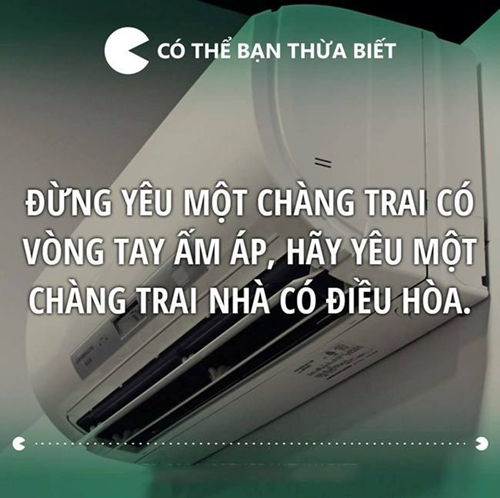 CÓ THỂ BẠN THỪA BIẾT
ĐỪNG YÊU MỘT CHÀNG TRAI CÓ
VÒNG TAY ẤM ÁP, HÃY YÊU MỘT
CHÀNG TRAI NHÀ CÓ ĐIỀU HÒA.